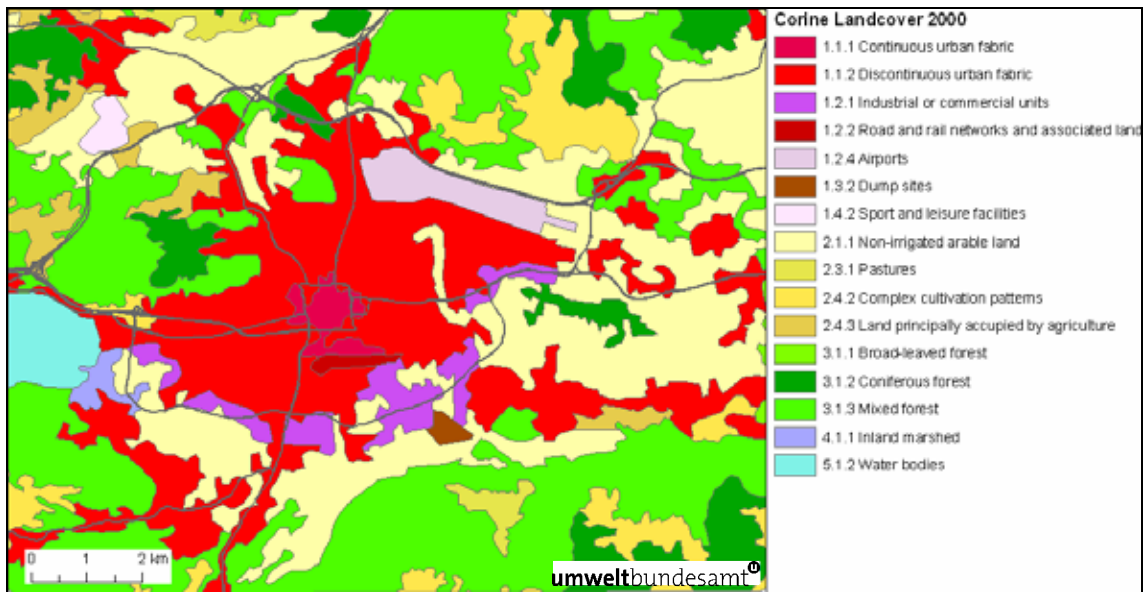 Corine Landcover 2000
1.1.1 Continuous urban fabric
1.1.2 Discontinuous urban fabric
1.2.1 Industrial or commercial units
1.2.2 Road and rail networks and associated land
1.2.4 Airports
1.3.2 Dump sites
1.4.2 Sport and leisure facilities
2.1.1 Non-irrigated arable land
2.3.1 Pastures
2.4.2 Complex cultivation patterns
2.4.3 Land principally accupied by agriculture
3.1.1 Broad-leaved forest
3.1.2 Coniferous forest
3.1.3 Mixed forest
4.1.1 Inland marshed
5.1.2 Water bodies
0 1 2 km
umweltbundesamt U